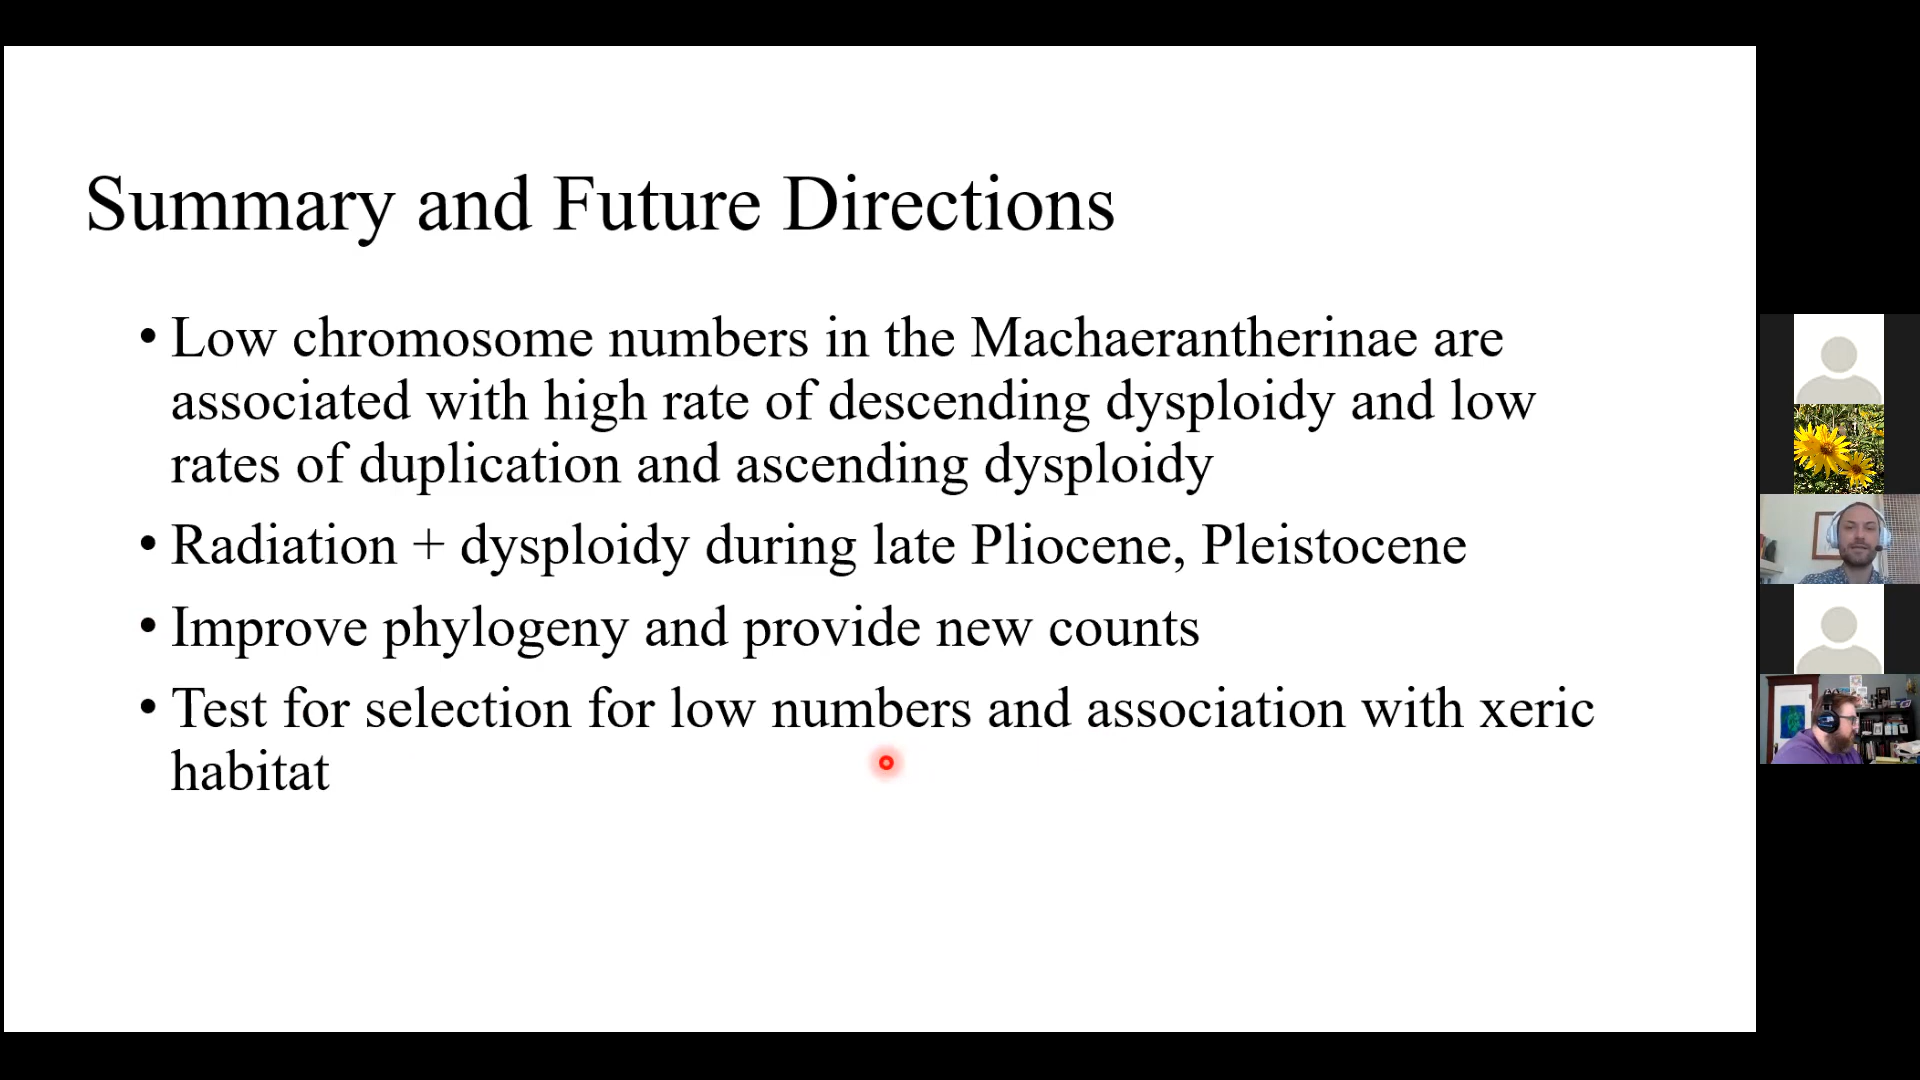 Summary and Future Directions
• Low chromosome numbers in the Machaerantherinae are
associated with high rate of descending dysploidy and low
rates of duplication and ascending dysploidy
• Radiation + dysploidy during late Pliocene, Pleistocene
• Improve phylogeny and provide new counts
• Test for selection for low numbers and association with xeric
habitat